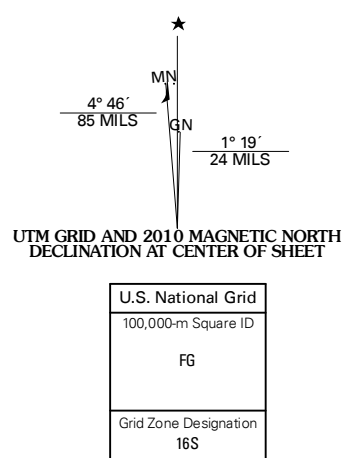 ★
MN
4° 46´
85 MILS
GN
1° 19´
24 MILS
UTM GRID AND 2010 MAGNETIC NORTH
DECLINATION AT CENTER OF SHEET
U.S. National Grid
100,000-m Square ID
FG
Grid Zone Designation
16S